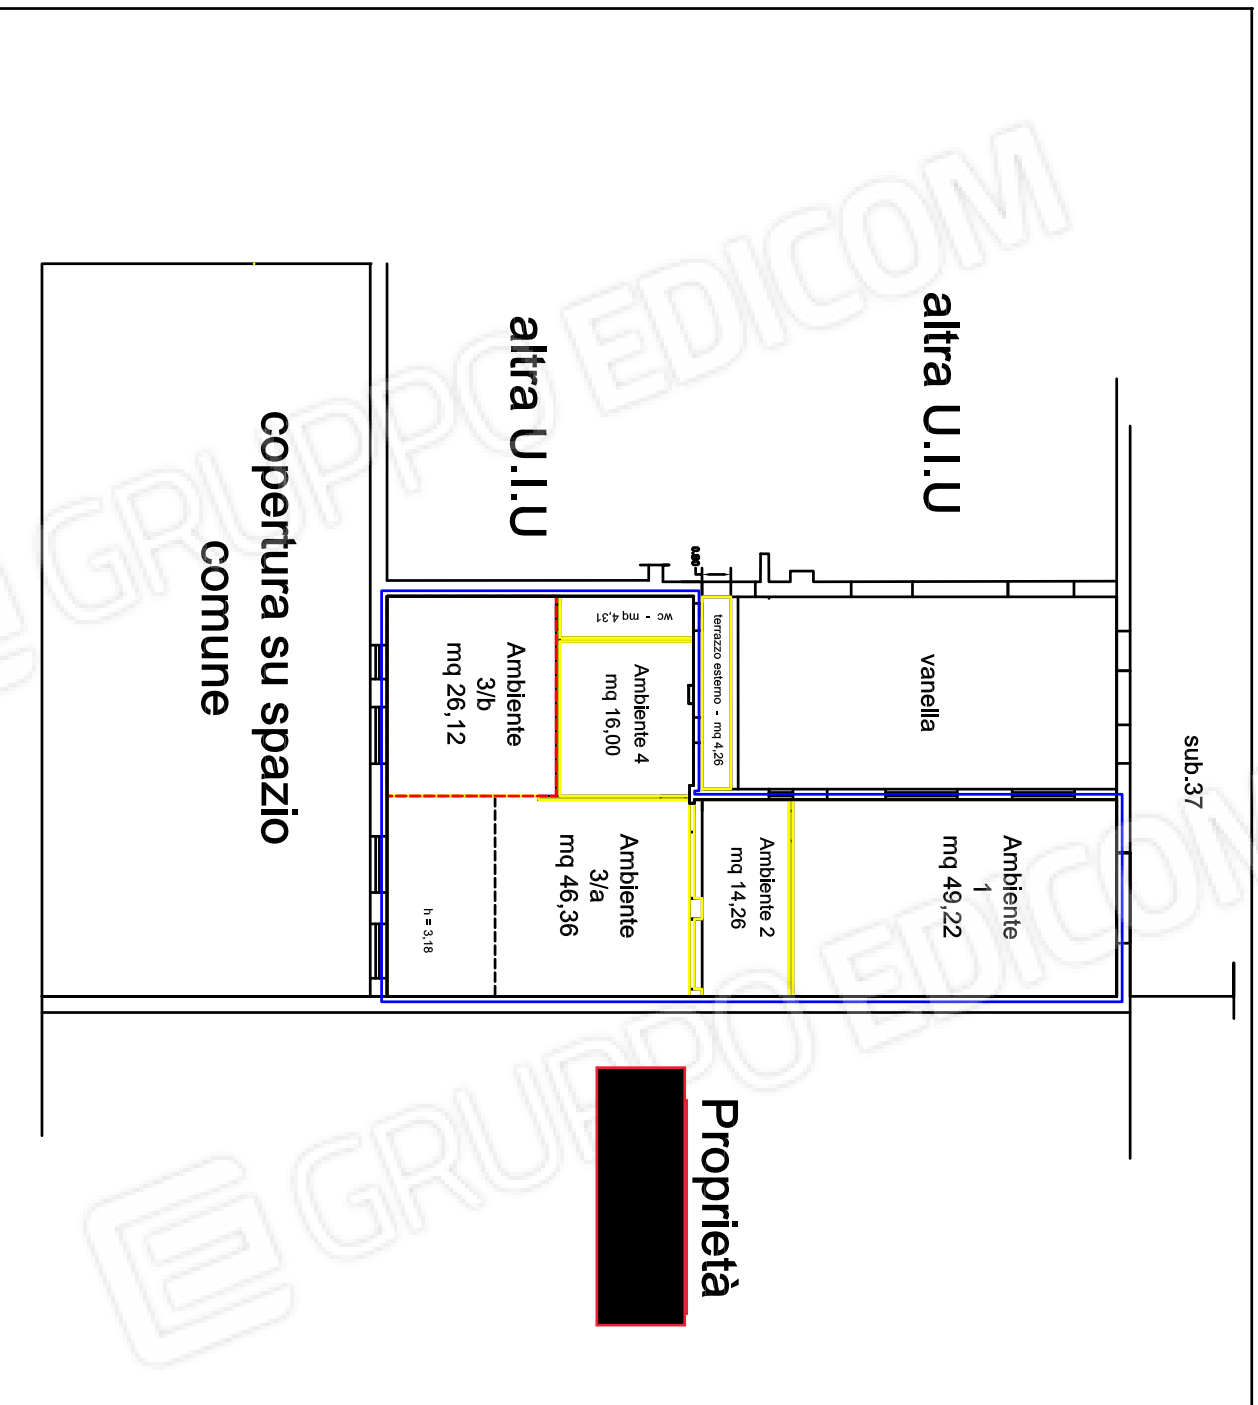 sub.37
altra U.I.U
vanella
Ambiente
1
mq 49,22
terrazzo esterno - mq 4,26
0.80
Ambiente 2
mq 14,26
altra U.I.U
wc - mq 4,31
Ambiente 4
mq 16,00
Ambiente
3/a
mq 46,36
Ambiente
3/b
mq 26,12
h = 3,18
copertura su spazio
comune
Proprietà
GRUPPO EDICOM
GRUPPO EDICOM